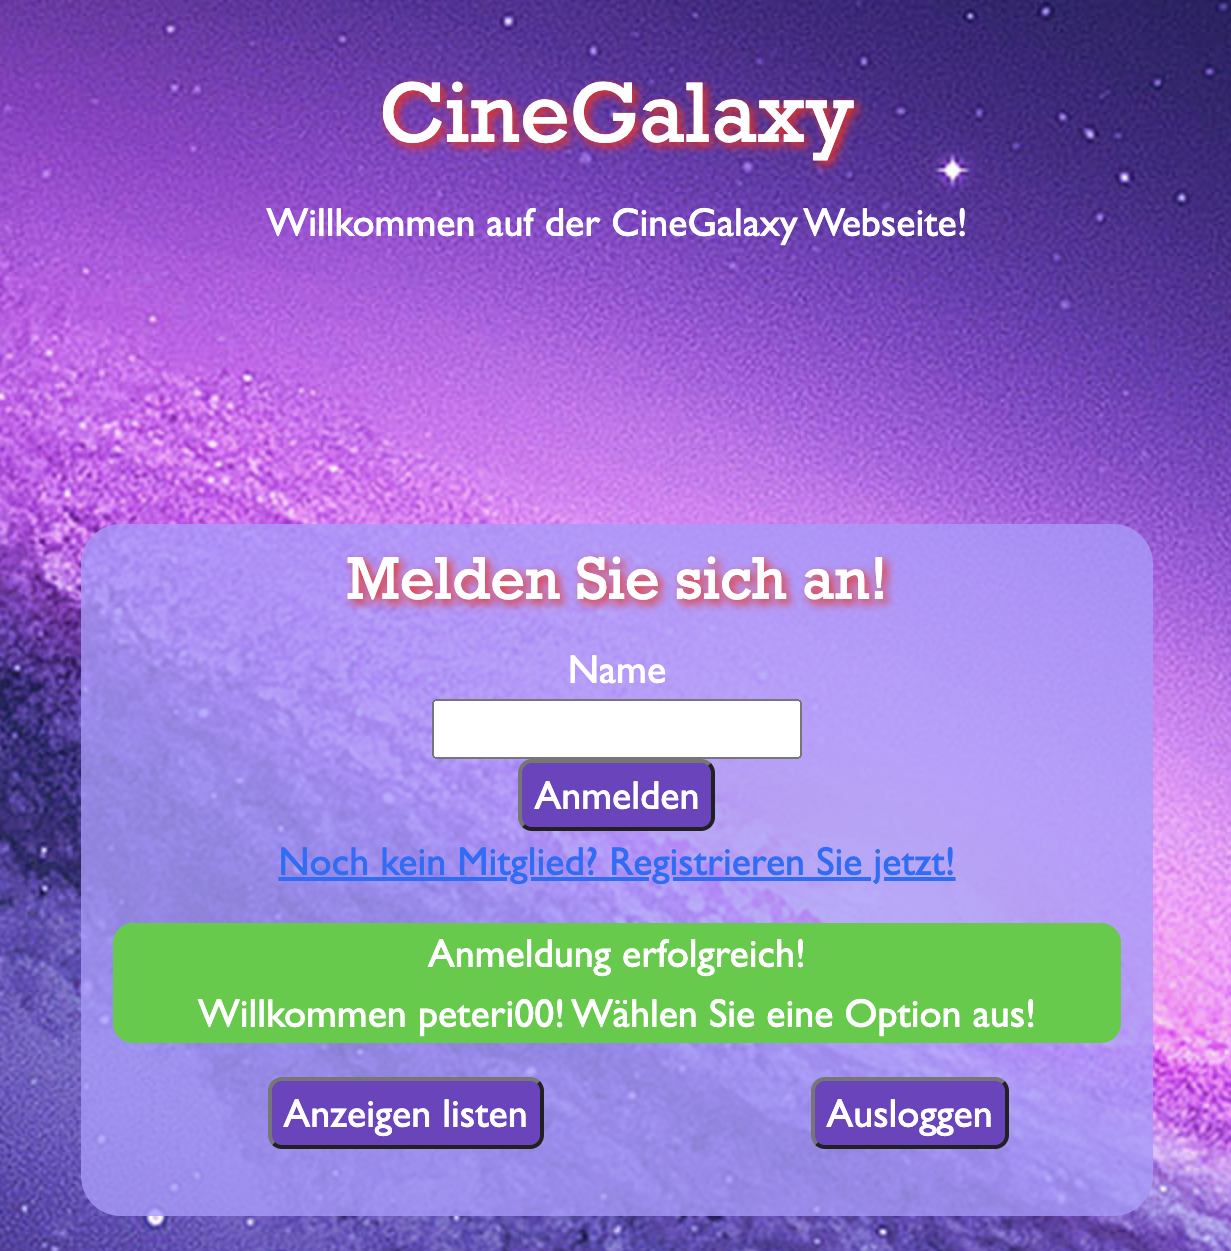 CineGalaxy
Willkommen auf der CineGalaxy Webseite!
Melden Sie sich an!
Name
Anmelden
Noch kein Mitglied? Registrieren Sie jetzt!
Anmeldung erfolgreich!
Willkommen peteri00! Wählen Sie eine Option aus!
Anzeigen listen
Ausloggen